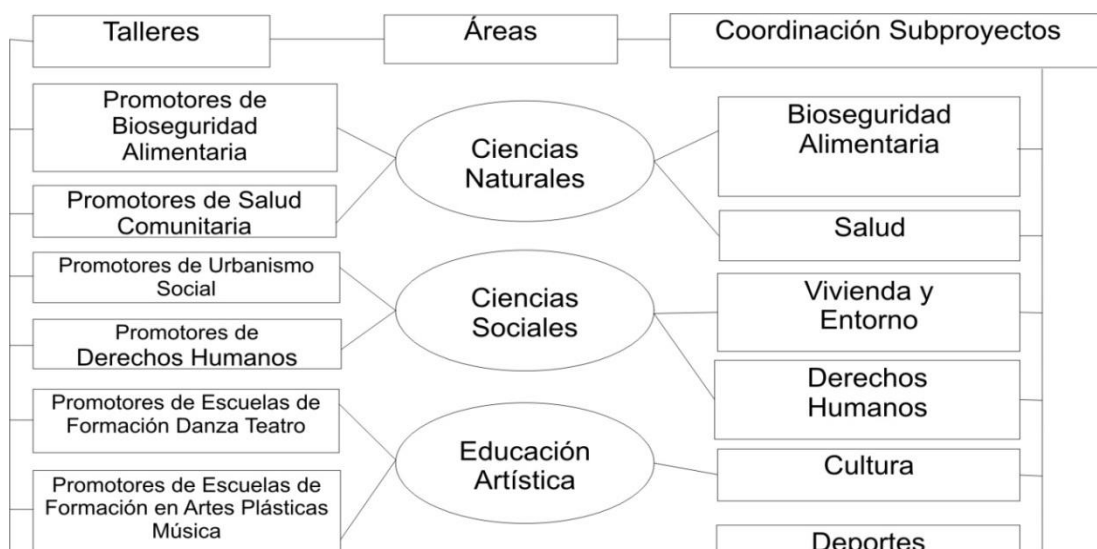 Talleres
Áreas
Coordinación Subproyectos
Promotores de
Bioseguridad
Alimentaria
Ciencias
Naturales
Bioseguridad
Alimentaria
Promotores de Salud
Comunitaria
Salud
Promotores de Urbanismo
Social
Ciencias
Sociales
Vivienda y
Entorno
Promotores de
Derechos Humanos
Derechos
Humanos
Promotores de Escuelas de
Formación Danza Teatro
Educación
Artística
Cultura
Promotores de Escuelas de
Formación en Artes Plásticas
Música
Deportes